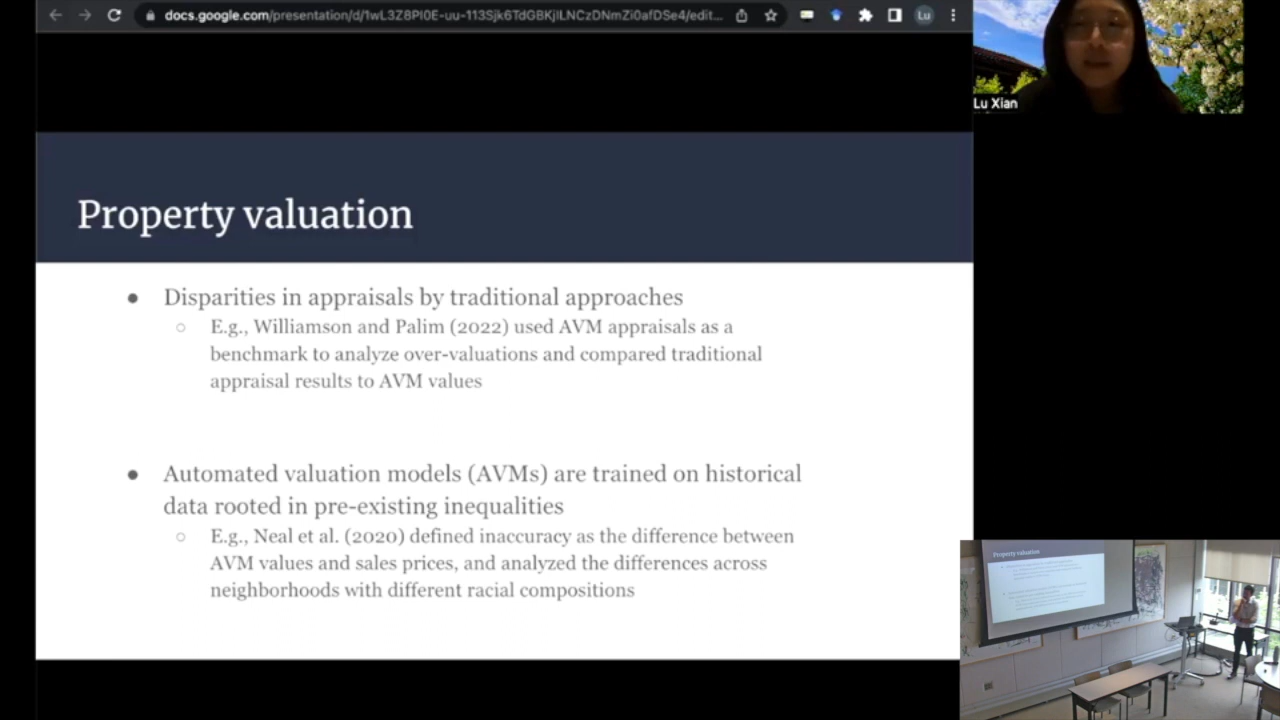 docs.google.com/presentation/d/1wL3Z8PI0E-uu-113Sjk6TdGBKjILNCzDNmZi0afDSe4/edit...
Lu
Lu Xian
Property valuation
● Disparities in appraisals by traditional approaches
○ E.g., Williamson and Palim (2022) used AVM appraisals as a
benchmark to analyze over-valuations and compared traditional
appraisal results to AVM values
● Automated valuation models (AVMs) are trained on historical
data rooted in pre-existing inequalities
○ E.g., Neal et al. (2020) defined inaccuracy as the difference between
AVM values and sales prices, and analyzed the differences across
neighborhoods with different racial compositions
Property valuation